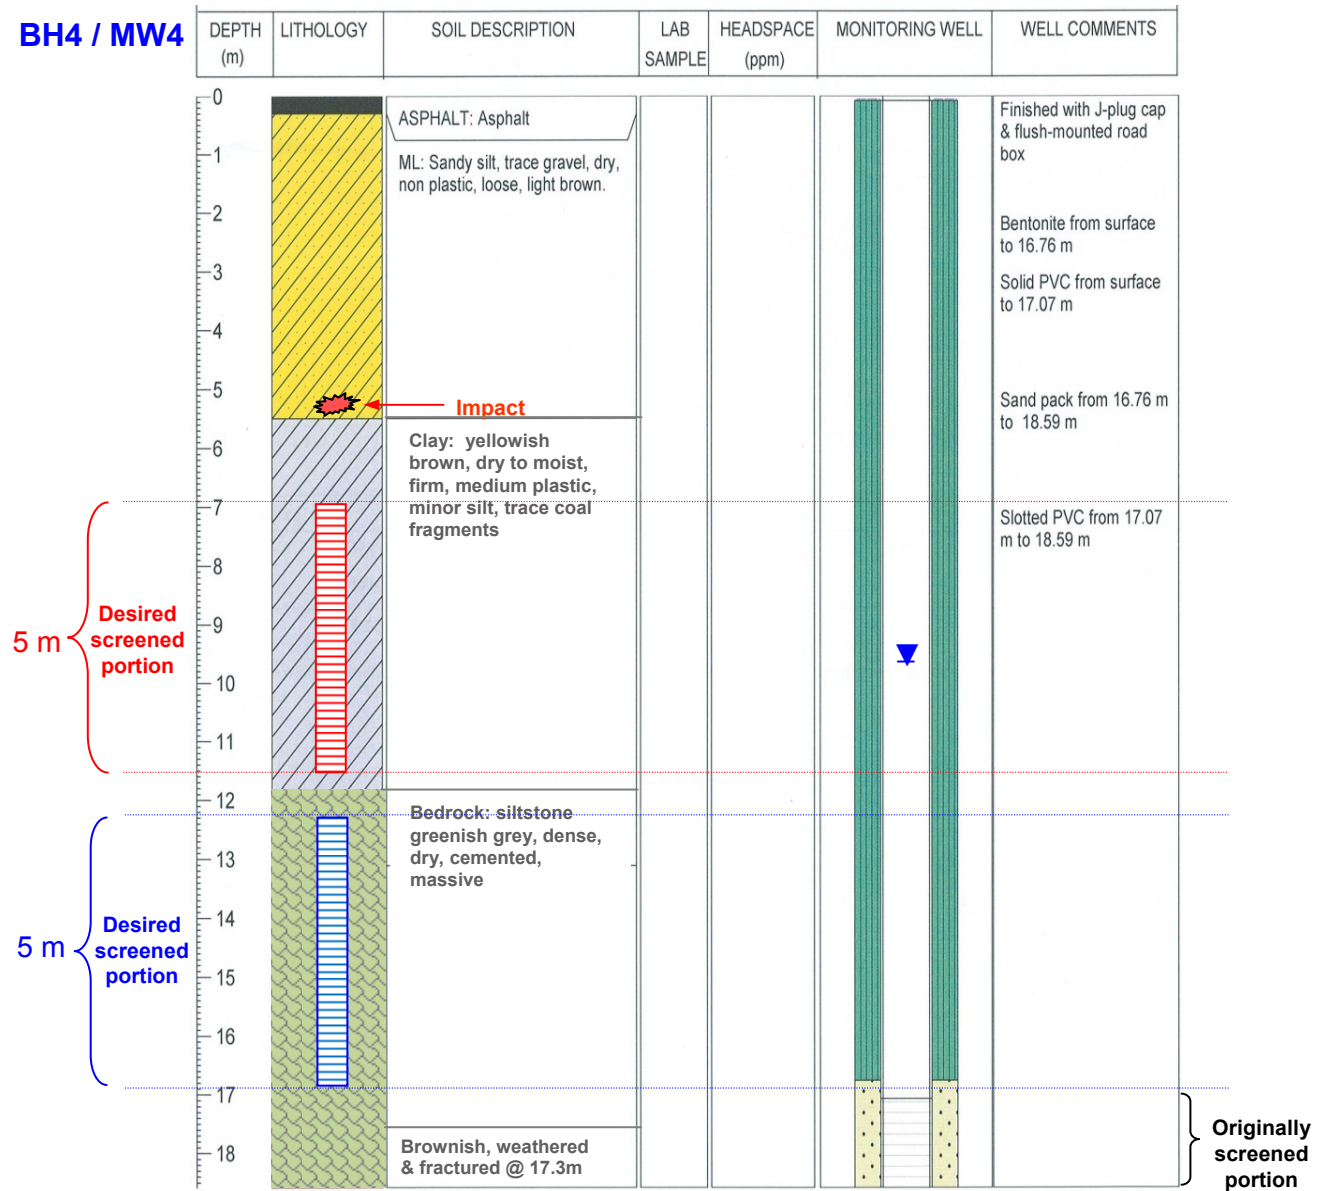 BH4 / MW4
DEPTH
(m)
LITHOLOGY
SOIL DESCRIPTION
LAB
SAMPLE
HEADSPACE
(ppm)
MONITORING WELL
WELL COMMENTS
0
1
2
3
4
5
6
7
8
9
10
11
12
13
14
15
16
17
18
ASPHALT: Asphalt
ML: Sandy silt, trace gravel, dry,
non plastic, loose, light brown.
Impact
Clay: yellowish
brown, dry to moist,
firm, medium plastic,
minor silt, trace coal
fragments
Bedrock: siltstone
greenish grey, dense,
dry, cemented,
massive
Brownish, weathered
& fractured @ 17.3m
Finished with J-plug cap
& flush-mounted road
box
Bentonite from surface
to 16.76 m
Solid PVC from surface
to 17.07 m
Sand pack from 16.76 m
to 18.59 m
Slotted PVC from 17.07
m to 18.59 m
5 m
Desired
screened
portion
5 m
Desired
screened
portion
Originally
screened
portion